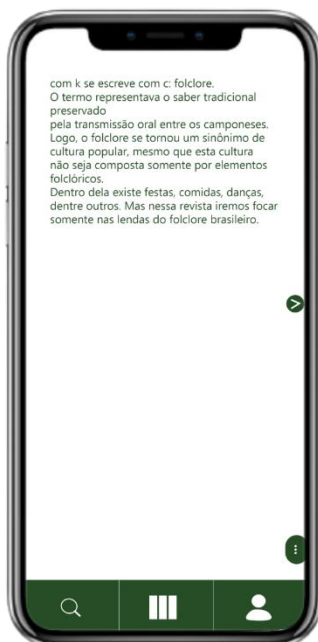 com k se escreve com c: folclore.
O termo representava o saber tradicional
preservado
pela transmissão oral entre os camponeses.
Logo, o folclore se tornou um sinônimo de
cultura popular, mesmo que esta cultura
não seja composta somente por elementos
folclóricos.
Dentro dela existe festas, comidas, danças,
dentre outros. Mas nessa revista iremos focar
somente nas lendas do folclore brasileiro.